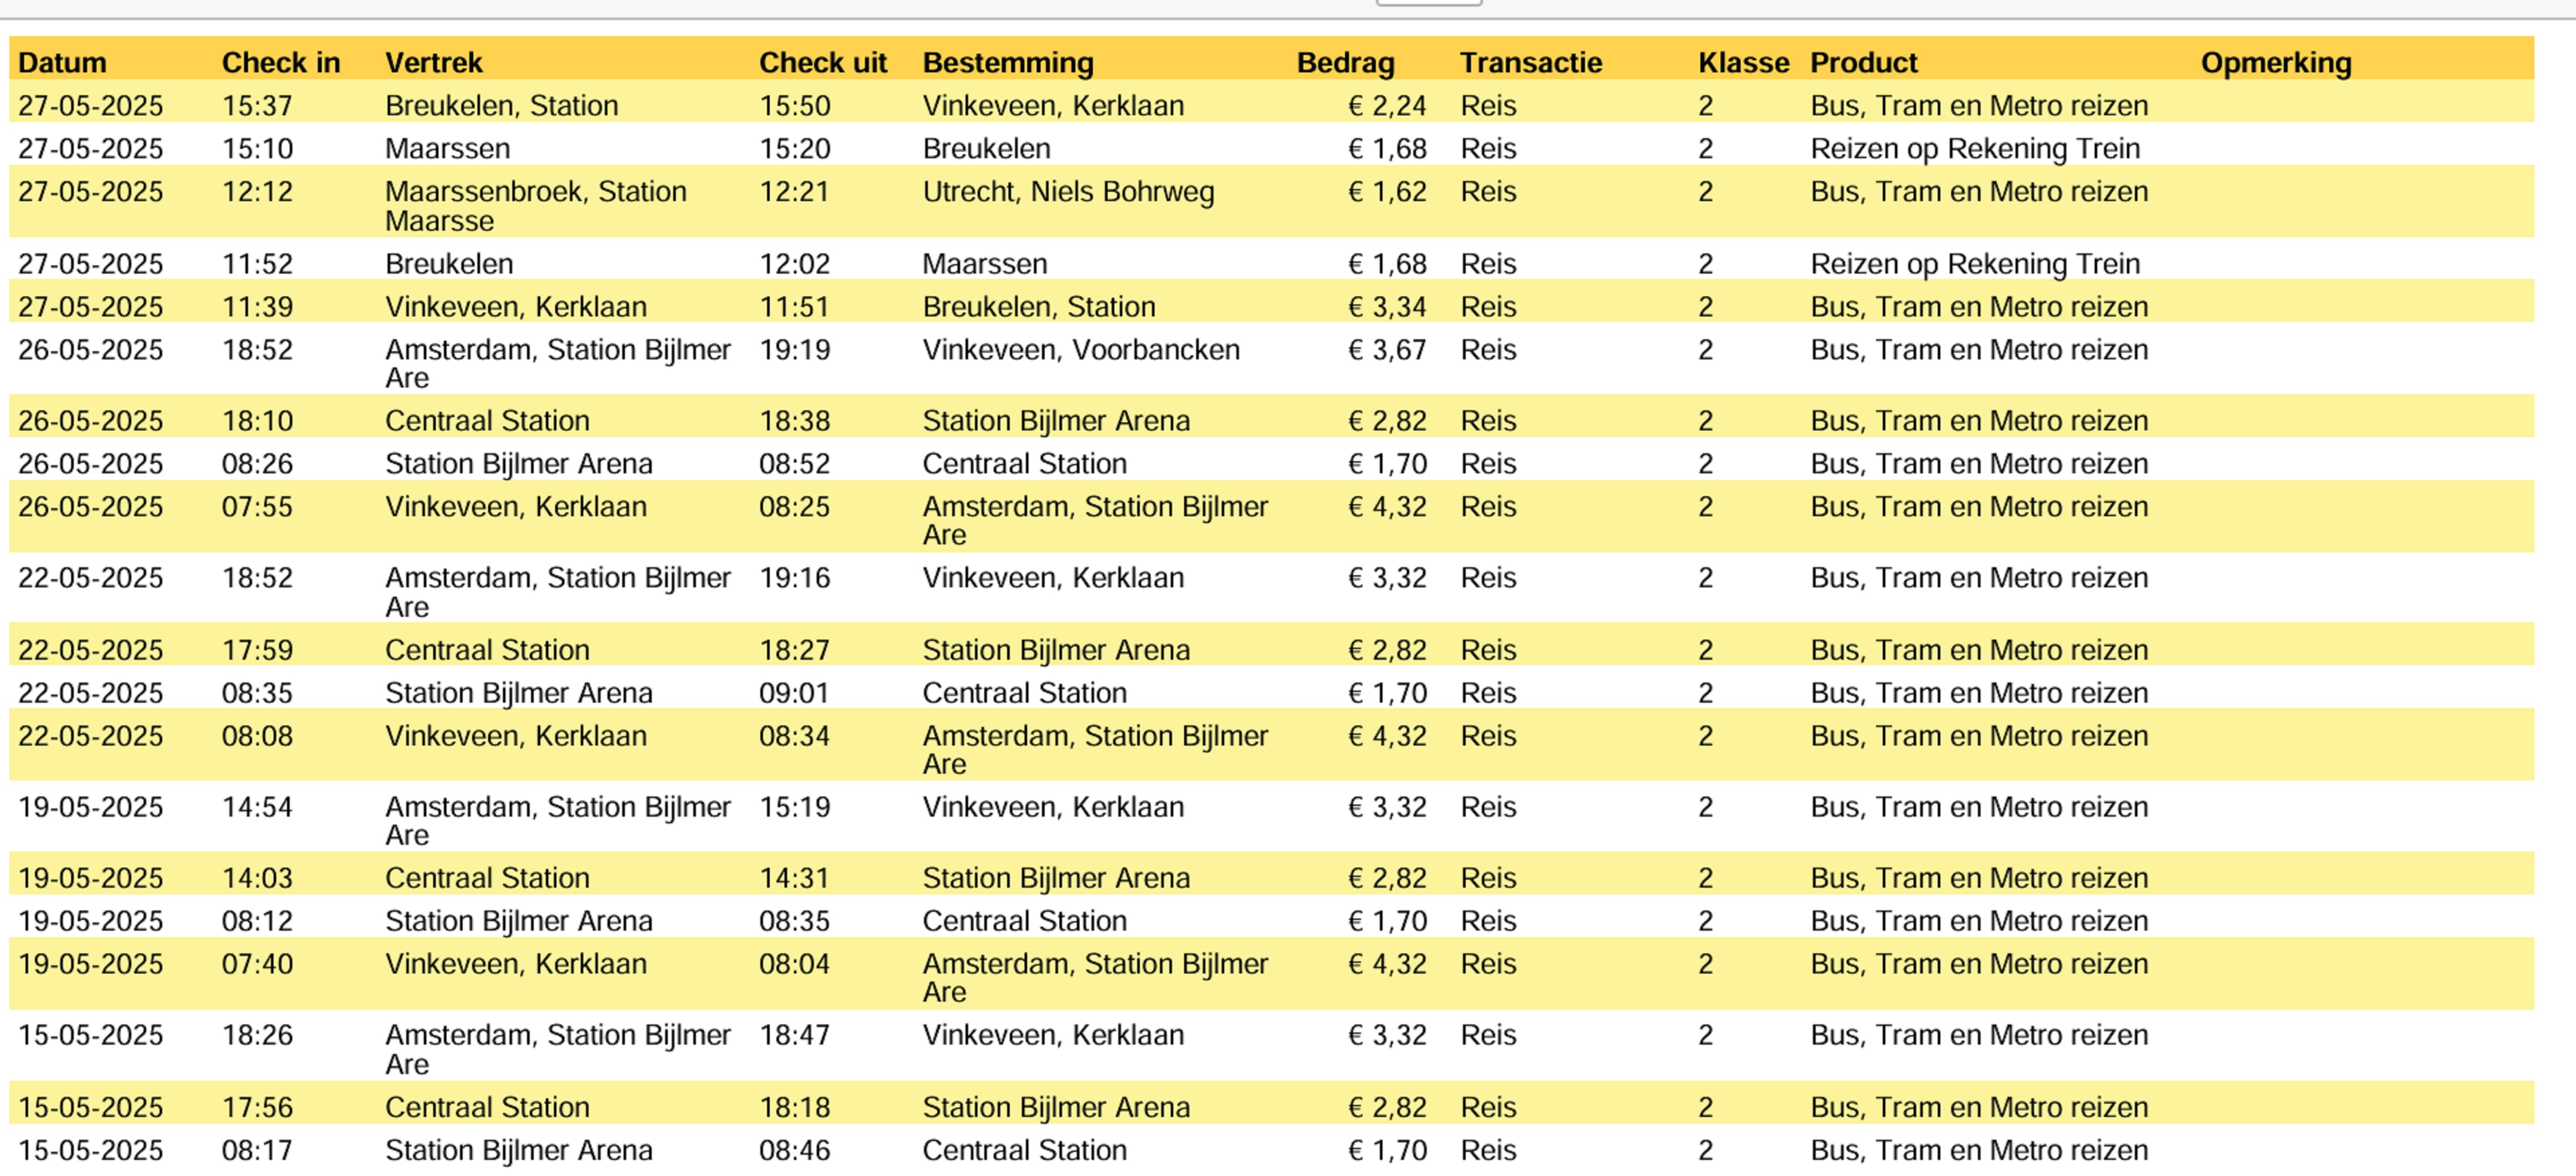 Datum Check in Vertrek Check uit Bestemming Bedrag Transactie Klasse Product Opmerking
27-05-2025 15:37 Breukelen, Station 15:50 Vinkeveen, Kerklaan € 2,24 Reis 2 Bus, Tram en Metro reizen
27-05-2025 15:10 Maarssen 15:20 Breukelen € 1,68 Reis 2 Reizen op Rekening Trein
27-05-2025 12:12 Maarssenbroek, Station 12:21 Utrecht, Niels Bohrweg € 1,62 Reis 2 Bus, Tram en Metro reizen
Maarsse
27-05-2025 11:52 Breukelen 12:02 Maarssen € 1,68 Reis 2 Reizen op Rekening Trein
27-05-2025 11:39 Vinkeveen, Kerklaan 11:51 Breukelen, Station € 3,34 Reis 2 Bus, Tram en Metro reizen
26-05-2025 18:52 Amsterdam, Station Bijlmer 19:19 Vinkeveen, Voorbancken € 3,67 Reis 2 Bus, Tram en Metro reizen
Are
26-05-2025 18:10 Centraal Station 18:38 Station Bijlmer Arena € 2,82 Reis 2 Bus, Tram en Metro reizen
26-05-2025 08:26 Station Bijlmer Arena 08:52 Centraal Station € 1,70 Reis 2 Bus, Tram en Metro reizen
26-05-2025 07:55 Vinkeveen, Kerklaan 08:25 Amsterdam, Station Bijlmer € 4,32 Reis 2 Bus, Tram en Metro reizen
Are
22-05-2025 18:52 Amsterdam, Station Bijlmer 19:16 Vinkeveen, Kerklaan € 3,32 Reis 2 Bus, Tram en Metro reizen
Are
22-05-2025 17:59 Centraal Station 18:27 Station Bijlmer Arena € 2,82 Reis 2 Bus, Tram en Metro reizen
22-05-2025 08:35 Station Bijlmer Arena 09:01 Centraal Station € 1,70 Reis 2 Bus, Tram en Metro reizen
22-05-2025 08:08 Vinkeveen, Kerklaan 08:34 Amsterdam, Station Bijlmer € 4,32 Reis 2 Bus, Tram en Metro reizen
Are
19-05-2025 14:54 Amsterdam, Station Bijlmer 15:19 Vinkeveen, Kerklaan € 3,32 Reis 2 Bus, Tram en Metro reizen
Are
19-05-2025 14:03 Centraal Station 14:31 Station Bijlmer Arena € 2,82 Reis 2 Bus, Tram en Metro reizen
19-05-2025 08:12 Station Bijlmer Arena 08:35 Centraal Station € 1,70 Reis 2 Bus, Tram en Metro reizen
19-05-2025 07:40 Vinkeveen, Kerklaan 08:04 Amsterdam, Station Bijlmer € 4,32 Reis 2 Bus, Tram en Metro reizen
Are
15-05-2025 18:26 Amsterdam, Station Bijlmer 18:47 Vinkeveen, Kerklaan € 3,32 Reis 2 Bus, Tram en Metro reizen
Are
15-05-2025 17:56 Centraal Station 18:18 Station Bijlmer Arena € 2,82 Reis 2 Bus, Tram en Metro reizen
15-05-2025 08:17 Station Bijlmer Arena 08:46 Centraal Station € 1,70 Reis 2 Bus, Tram en Metro reizen